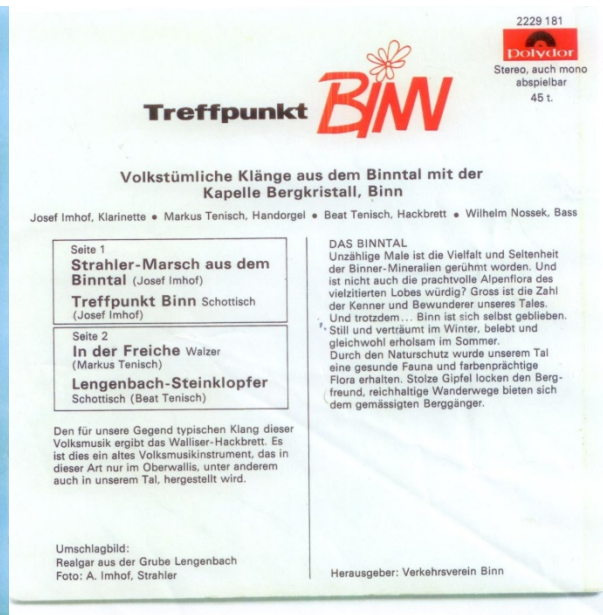 2229 181
Polydor
Stereo, auch mono
abspielbar
45 t.
Treffpunkt BINN
Volkstümliche Klänge aus dem Binntal mit der
Kapelle Bergkristall, Binn
Josef Imhof, Klarinette • Markus Tenisch, Handorgel • Beat Tenisch, Hackbrett • Wilhelm Nossek, Bass
Seite 1
Strahler-Marsch aus dem
Binntal (Josef Imhof)
Treffpunkt Binn Schottisch
(Josef Imhof)
Seite 2
In der Freiche Walzer
(Markus Tenisch)
Lengenbach-Steinklopfer
Schottisch (Beat Tenisch)
Den für unsere Gegend typischen Klang dieser
Volksmusik ergibt das Walliser-Hackbrett. Es
ist dies ein altes Volksmusikinstrument, das in
dieser Art nur im Oberwallis, unter anderem
auch in unserem Tal, hergestellt wird.
Umschlagbild:
Realgar aus der Grube Lengenbach
Foto: A. Imhof, Strahler
DAS BINNTAL
Unzählige Male ist die Vielfalt und Seltenheit
der Binner-Mineralien gerühmt worden. Und
ist nicht auch die prachtvolle Alpenflora des
vielzitierten Lobes würdig? Gross ist die Zahl
der Kenner und Bewunderer unseres Tales.
Und trotzdem... Binn ist sich selbst geblieben.
Still und verträumt im Winter, belebt und
gleichwohl erholsam im Sommer.
Durch den Naturschutz wurde unserem Tal
eine gesunde Fauna und farbenprächtige
Flora erhalten. Stolze Gipfel locken den Berg-
freund, reichhaltige Wanderwege bieten sich
dem gemässigten Berggänger.
Herausgeber: Verkehrsverein Binn